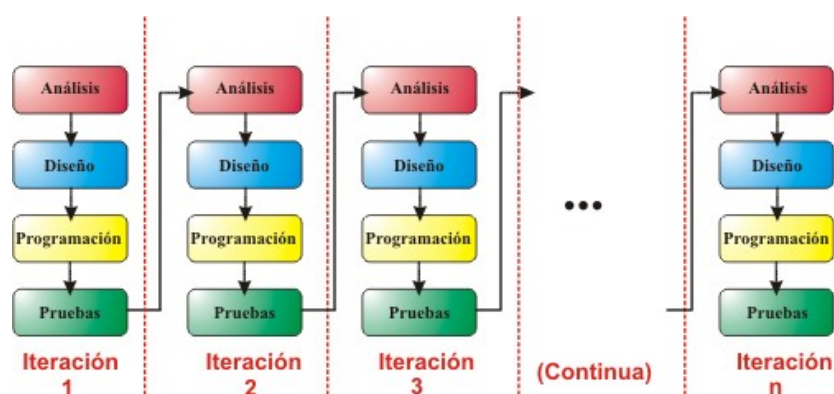 Análisis
Análisis
Análisis
Análisis
Diseño
Diseño
Diseño
Diseño
...
Programación
Programación
Programación
Programación
Pruebas
Pruebas
Pruebas
Pruebas
Iteración
1
Iteración
2
Iteración
3
(Continua)
Iteración
n